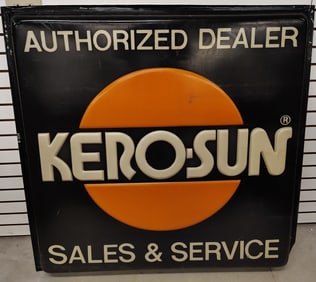 AUTHORIZED DEALER
KERO-SUN®
SALES & SERVICE